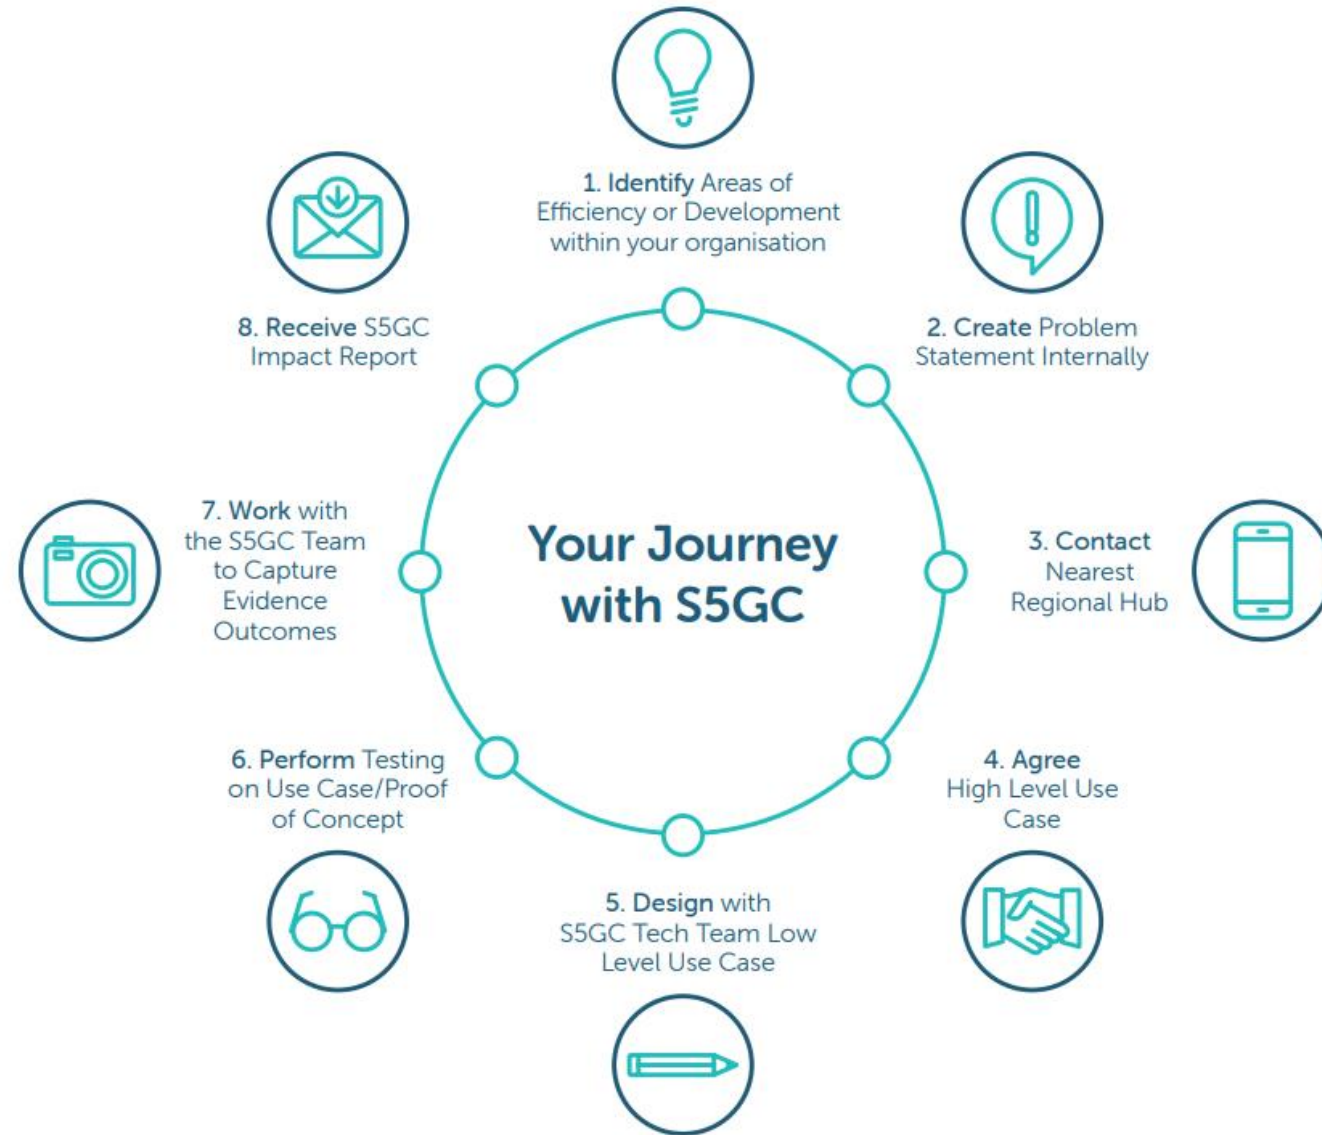 1. Identify Areas of
Efficiency or Development
within your organisation
2. Create Problem
Statement Internally
3. Contact
Nearest
Regional Hub
4. Agree
High Level Use
Case
5. Design with
S5GC Tech Team Low
Level Use Case
6. Perform Testing
on Use Case/Proof
of Concept
7. Work with
the S5GC Team
to Capture
Evidence
Outcomes
8. Receive S5GC
Impact Report
Your Journey
with S5GC